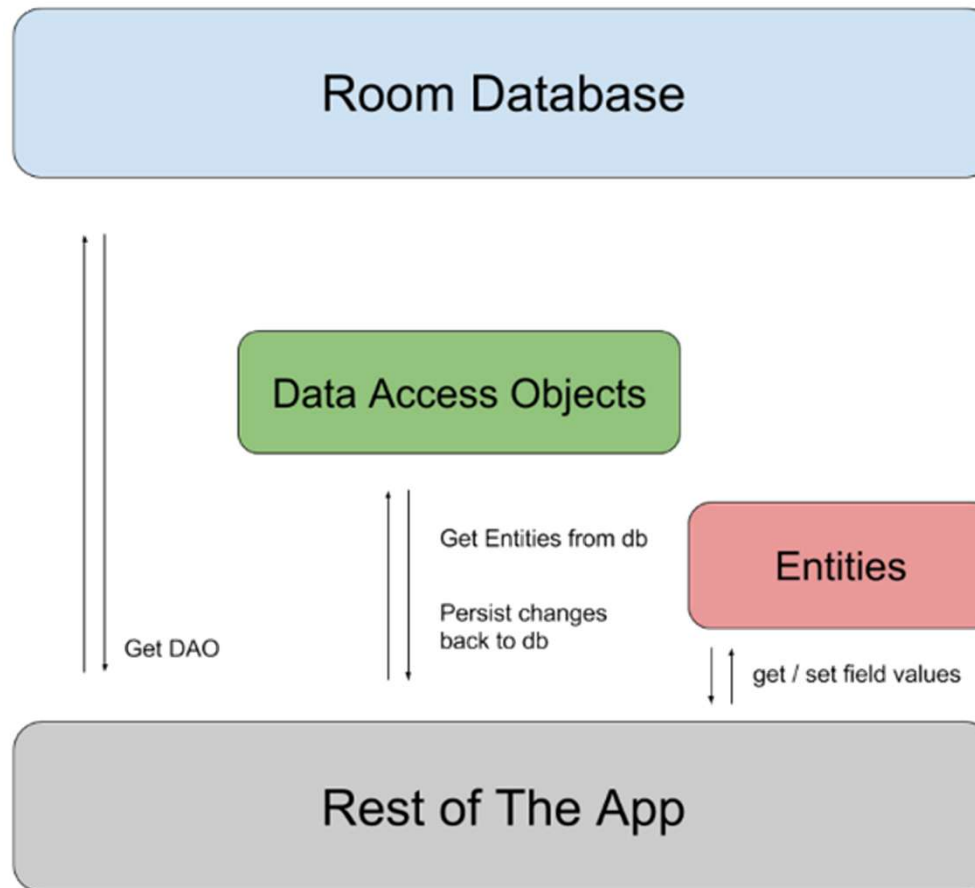 Room Database
Data Access Objects
Get Entities from db
Entities
Persist changes
back to db
Get DAO
get / set field values
Rest of The App